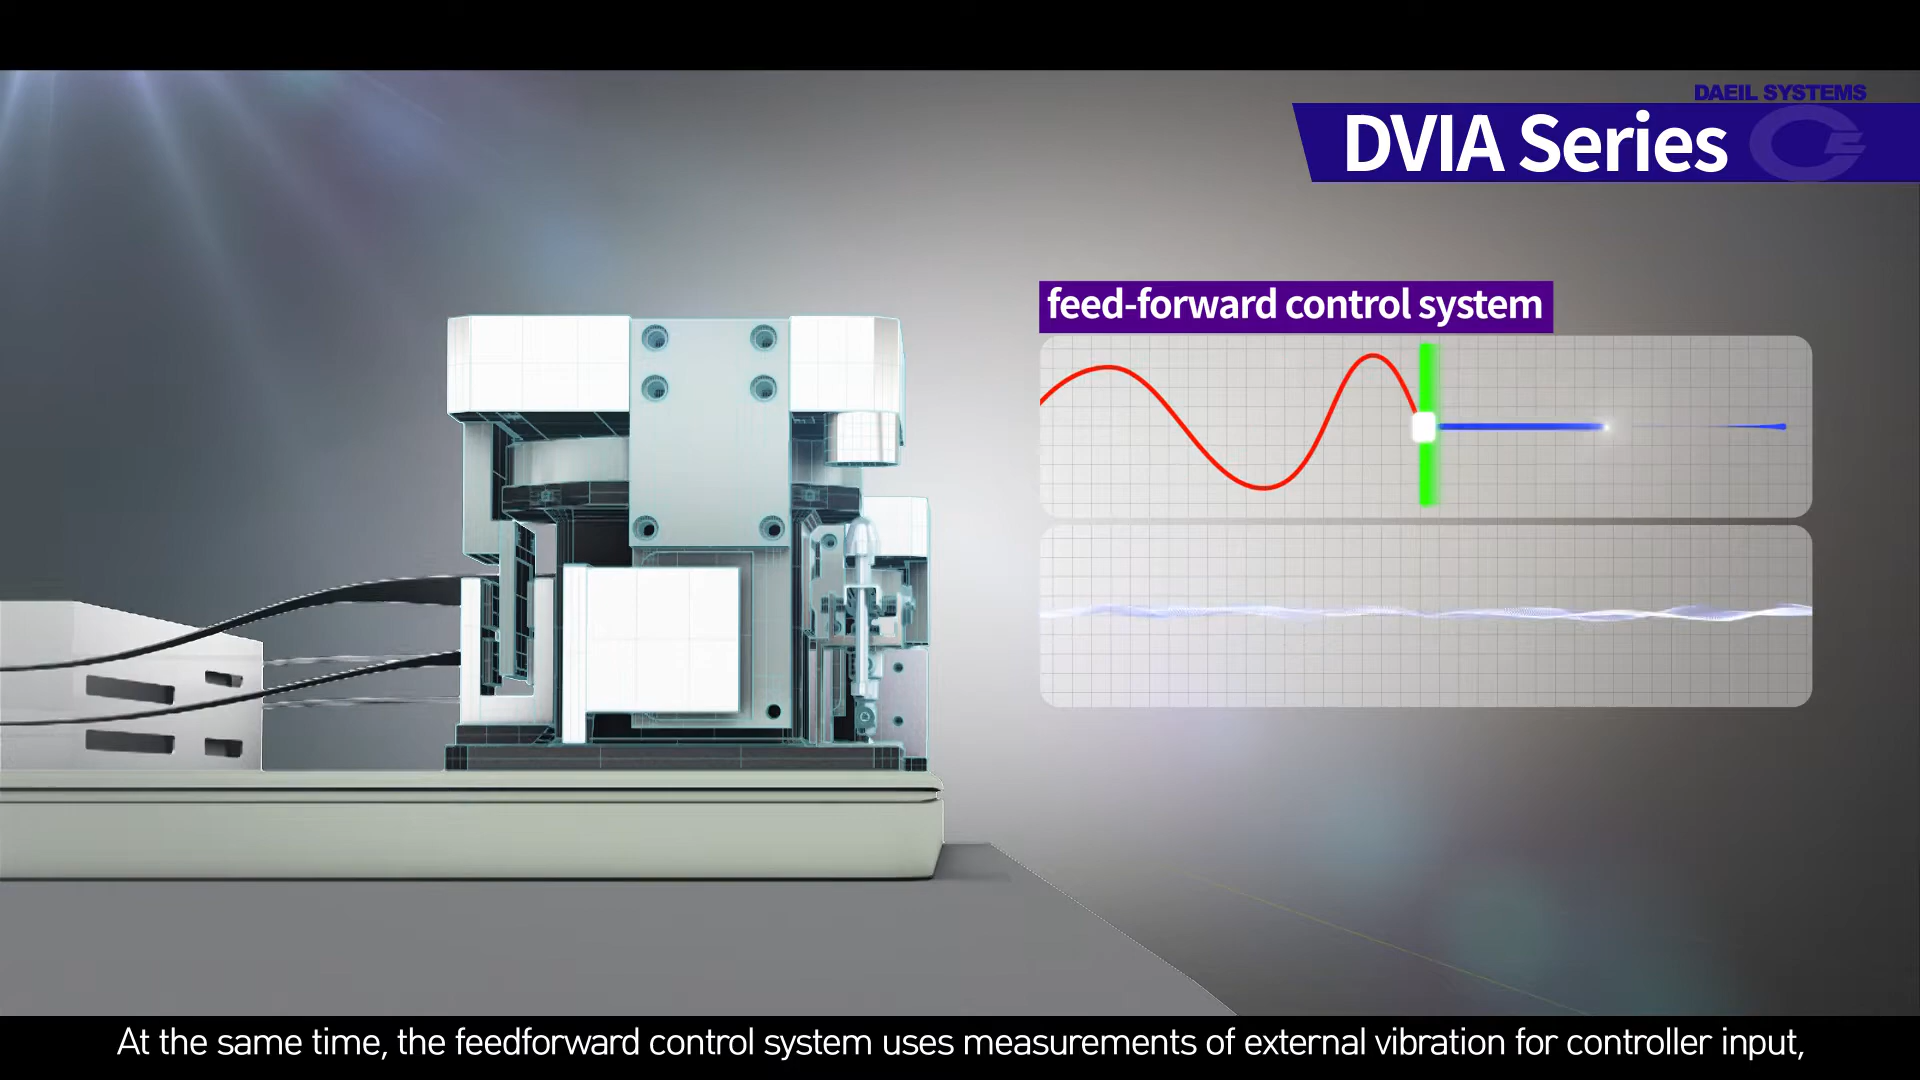 DAEIL SYSTEMS
DVIA Series
feed-forward control system
At the same time, the feedforward control system uses measurements of external vibration for controller input,